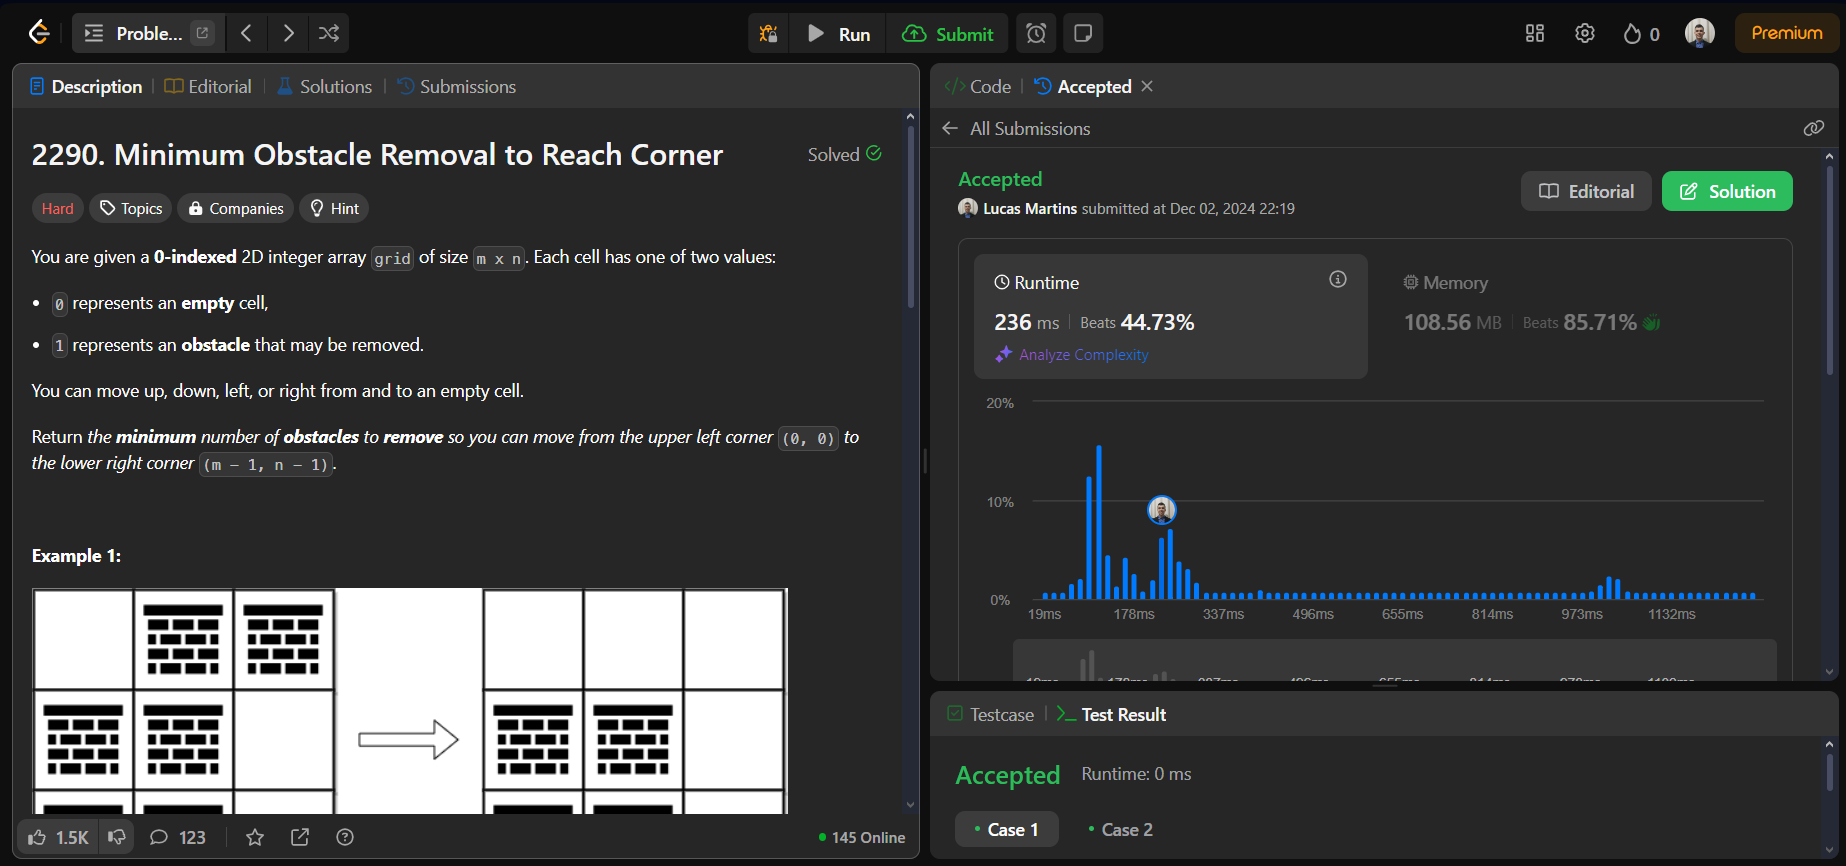 Proble...
Run
Submit
0
Premium
Description
Editorial
Solutions
Submissions
2290. Minimum Obstacle Removal to Reach Corner
Solved
Hard
Topics
Companies
Hint
You are given a 0-indexed 2D integer array grid of size m x n. Each cell has one of two values:
• 0 represents an empty cell,
• 1 represents an obstacle that may be removed.
You can move up, down, left, or right from and to an empty cell.
Return the minimum number of obstacles to remove so you can move from the upper left corner (0, 0) to
the lower right corner (m - 1, n - 1).
Example 1:
1.5K
123
145 Online
Code
Accepted
All Submissions
Accepted
Lucas Martins submitted at Dec 02, 2024 22:19
Editorial
Solution
Runtime
236 ms
Beats 44.73%
Analyze Complexity
Memory
108.56 MB
Beats 85.71%
20%
10%
0%
19ms 178ms 337ms 496ms 655ms 814ms 973ms 1132ms
Testcase
Test Result
Accepted
Runtime: 0 ms
Case 1
Case 2